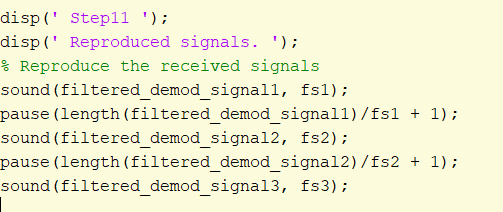 disp(' Step11 ');
disp(' Reproduced signals. ');
% Reproduce the received signals
sound(filtered_demod_signal1, fs1);
pause(length(filtered_demod_signal1)/fs1 + 1);
sound(filtered_demod_signal2, fs2);
pause(length(filtered_demod_signal2)/fs2 + 1);
sound(filtered_demod_signal3, fs3);